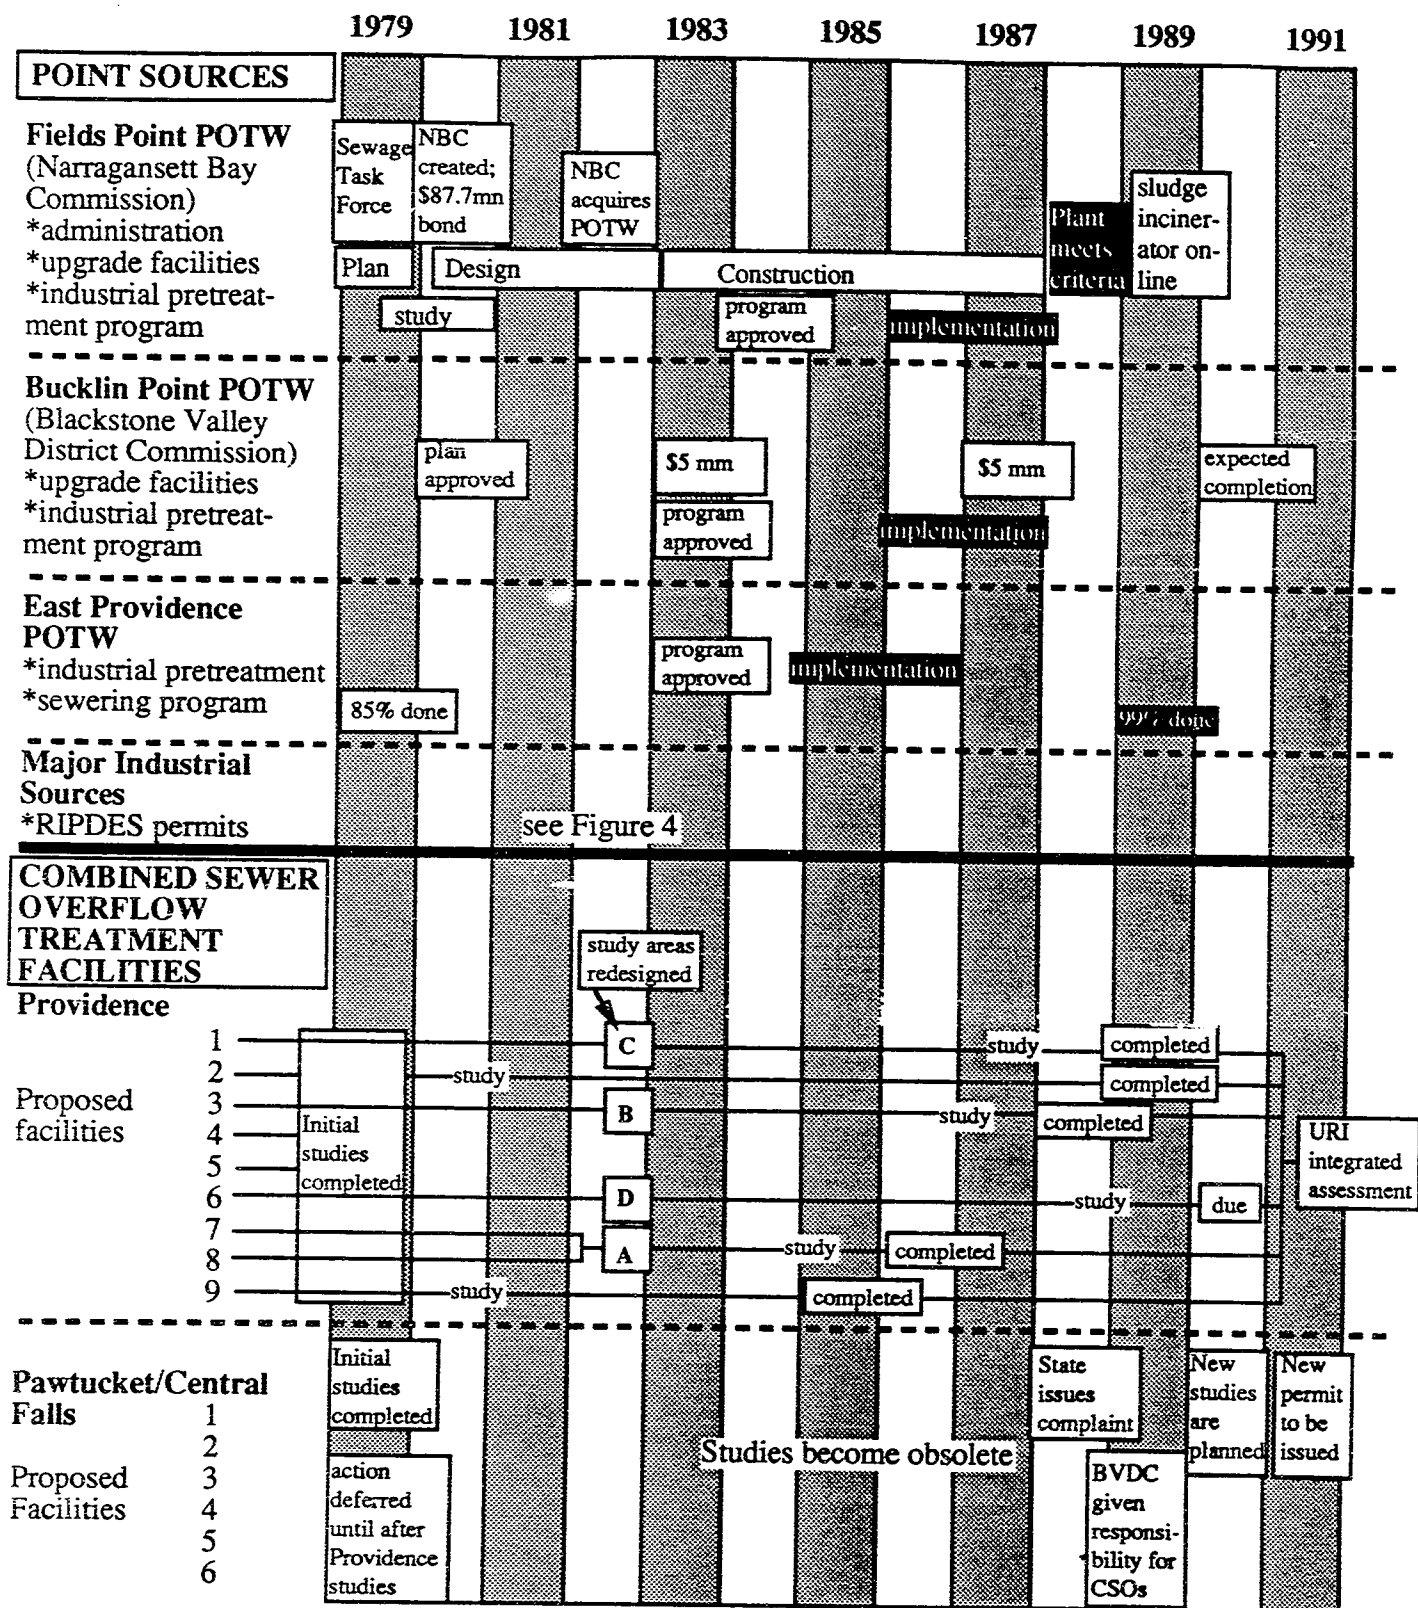 1979 1981 1983 1985 1987 1989 1991
POINT SOURCES
Fields Point POTW
(Narragansett Bay
Commission)
*administration
*upgrade facilities
*industrial pretreat-
ment program
Sewage
Task
Force
NBC
created;
$87.7mn
bond
NBC
acquires
POTW
Plant
meets
criteria
sludge
inciner-
ator on-
line
Plan
Design
Construction
study
program
approved
implementation
Bucklin Point POTW
(Blackstone Valley
District Commission)
*upgrade facilities
*industrial pretreat-
ment program
plan
approved
$5 mm
$5 mm
expected
completion
program
approved
implementation
East Providence
POTW
*industrial pretreatment
*sewering program
program
approved
implementation
85% done
99% done
Major Industrial
Sources
*RIPDES permits
see Figure 4
COMBINED SEWER
OVERFLOW
TREATMENT
FACILITIES
study areas
redesigned
Providence
Proposed
facilities
1
2
3
4
5
6
7
8
9
Initial
studies
completed
C
study
completed
study
completed
B
study
completed
D
study
due
A
study
completed
study
completed
URI
integrated
assessment
Pawtucket/Central
Falls
Proposed
Facilities
1
2
3
4
5
6
Initial
studies
completed
action
deferred
until after
Providence
studies
Studies become obsolete
State
issues
complaint
BVDC
given
responsi-
bility for
CSOs
New
studies
are
planned
New
permit
to be
issued